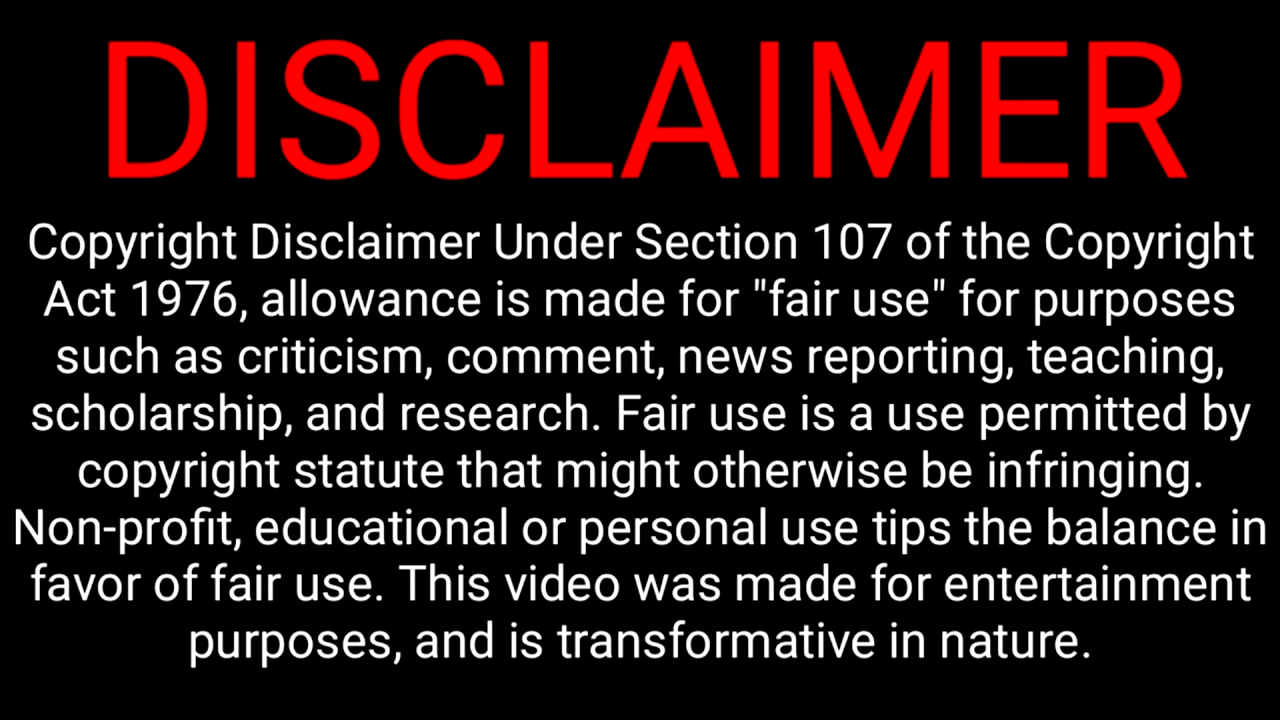 DISCLAIMER
Copyright Disclaimer Under Section 107 of the Copyright
Act 1976, allowance is made for "fair use" for purposes
such as criticism, comment, news reporting, teaching,
scholarship, and research. Fair use is a use permitted by
copyright statute that might otherwise be infringing.
Non-profit, educational or personal use tips the balance in
favor of fair use. This video was made for entertainment
purposes, and is transformative in nature.